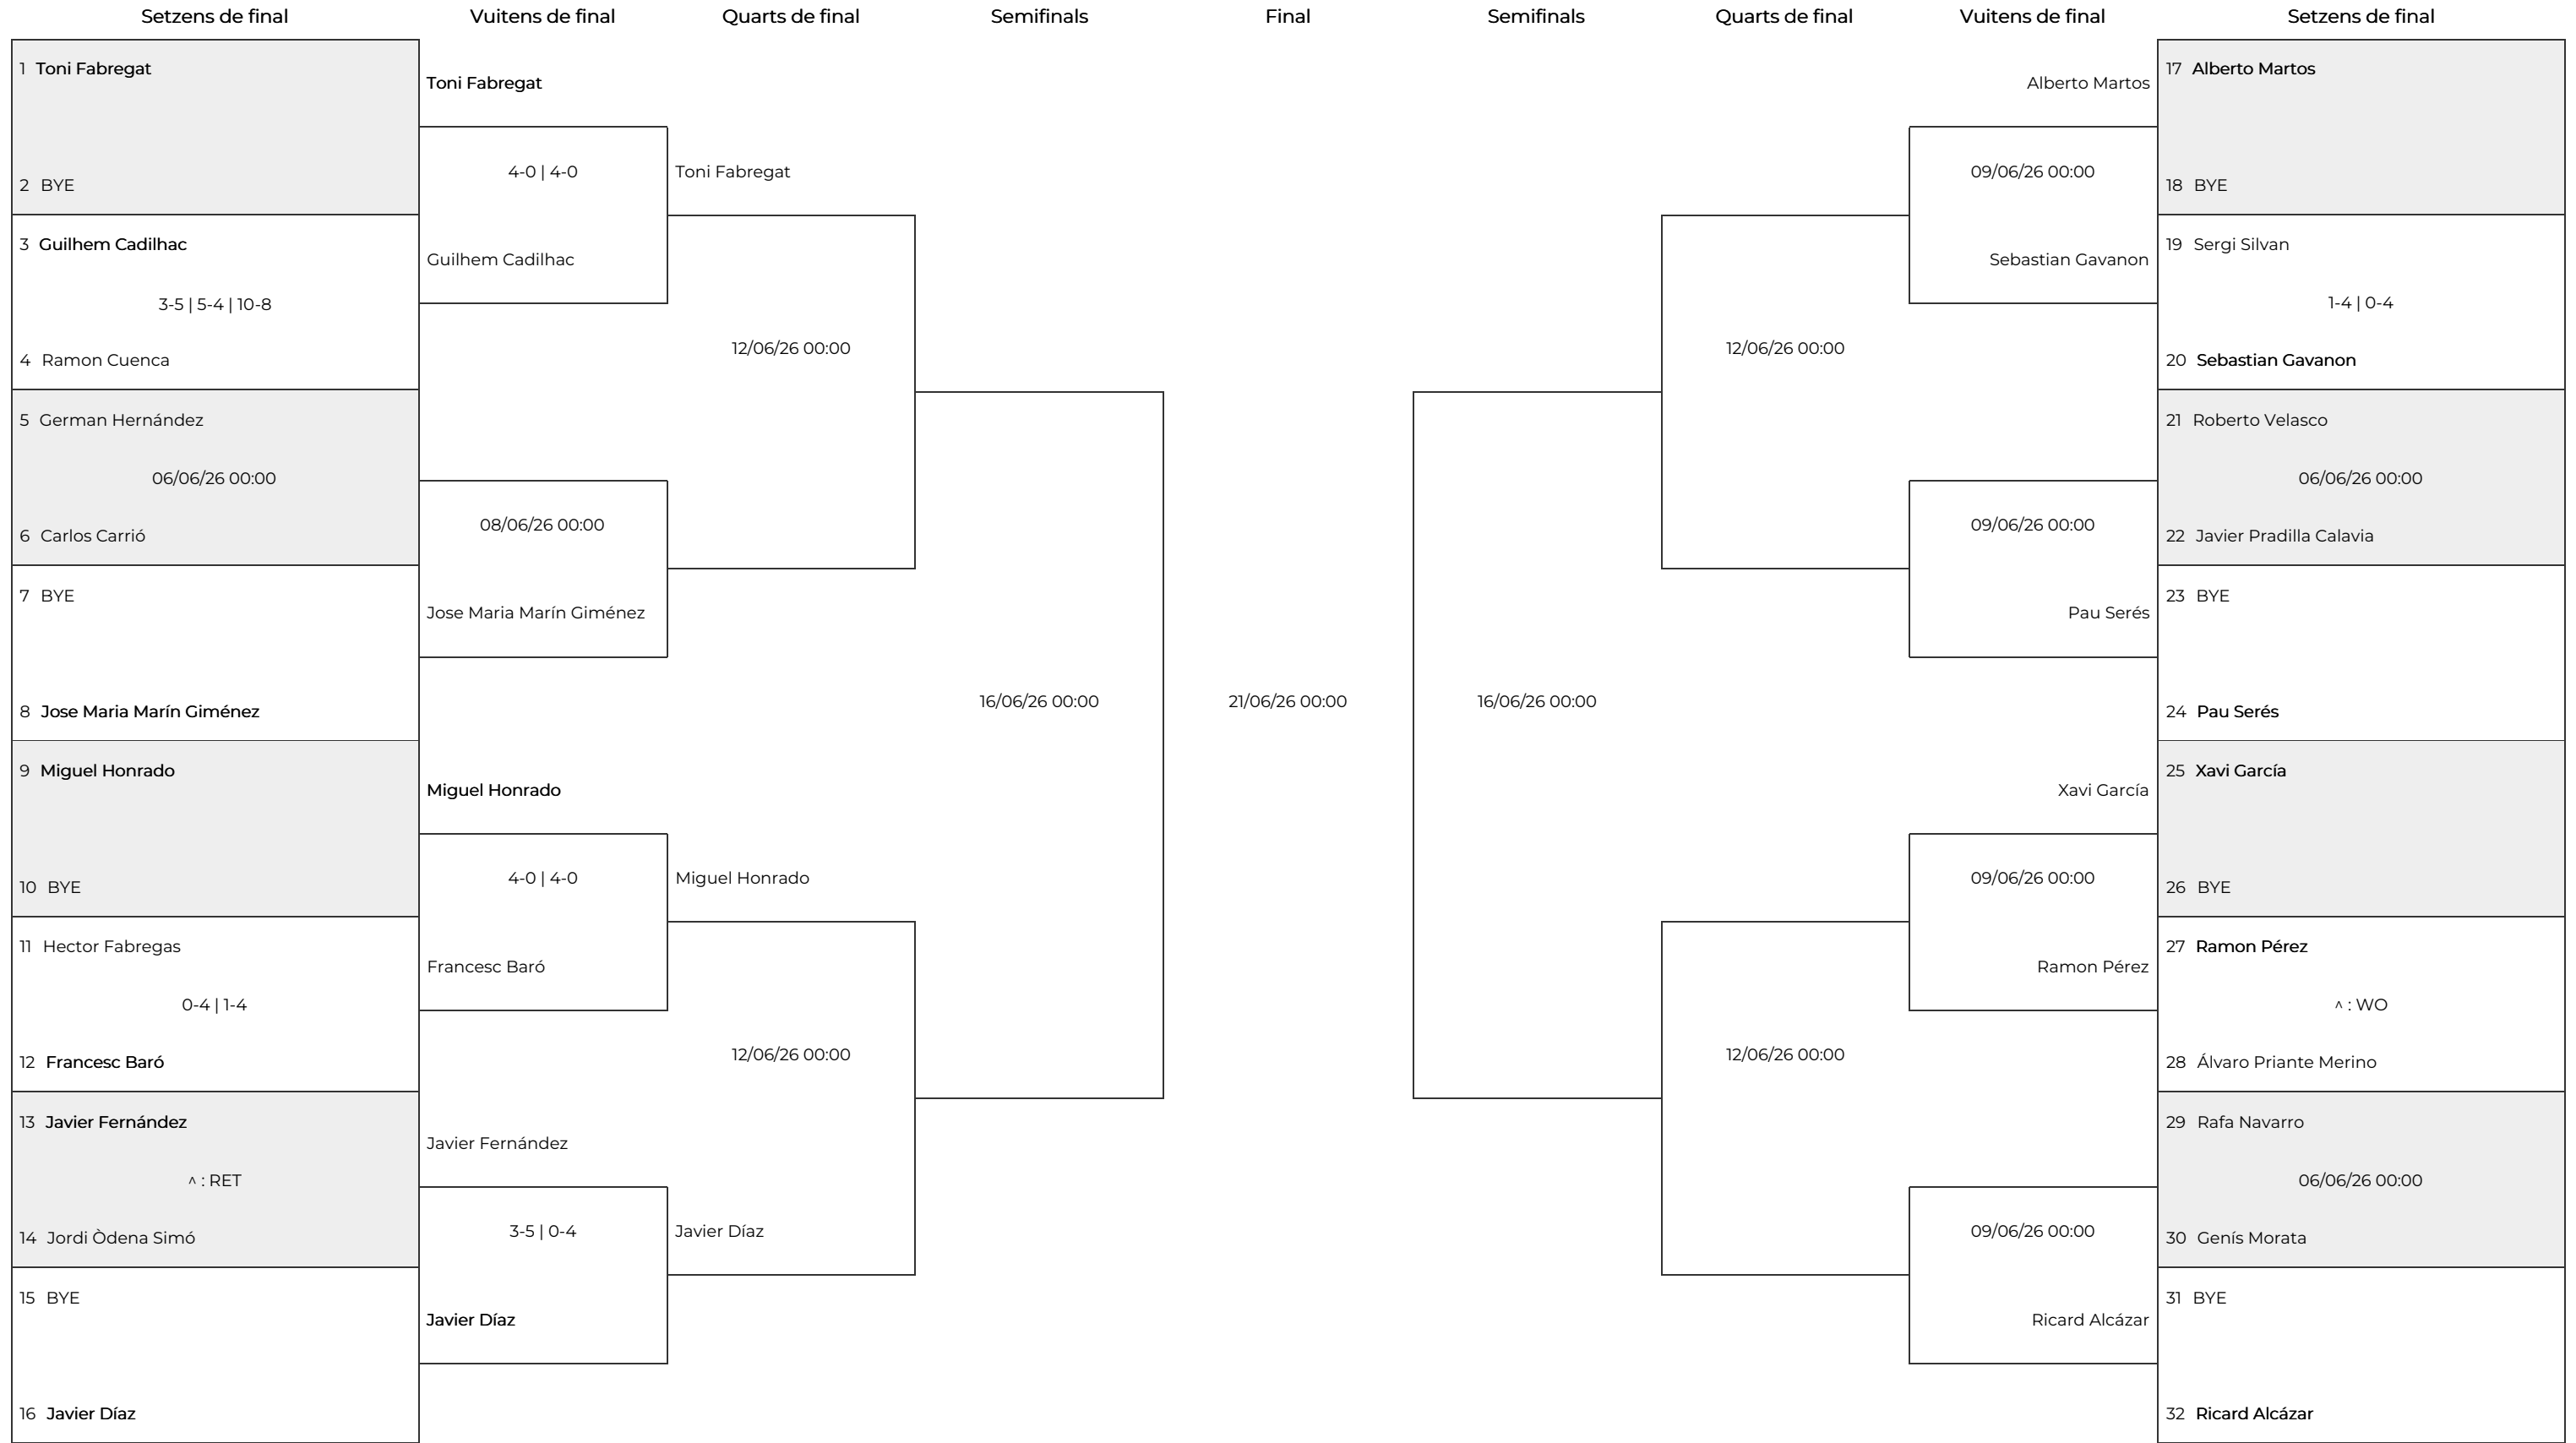 Setzens de final
Vuitens de final
Quarts de final
Semifinals
Final
Semifinals
Quarts de final
Vuitens de final
Setzens de final
1 Toni Fabregat
2 BYE
3 Guilhem Cadilhac
3-5 | 5-4 | 10-8
4 Ramon Cuenca
5 German Hernández
06/06/26 00:00
6 Carlos Carrió
7 BYE
8 Jose Maria Marín Giménez
9 Miguel Honrado
10 BYE
11 Hector Fabregas
0-4 | 1-4
12 Francesc Baró
13 Javier Fernández
^ : RET
14 Jordi Òdena Simó
15 BYE
16 Javier Díaz
Toni Fabregat
4-0 | 4-0
Guilhem Cadilhac
08/06/26 00:00
Jose Maria Marín Giménez
Miguel Honrado
4-0 | 4-0
Francesc Baró
Javier Fernández
3-5 | 0-4
Javier Díaz
Toni Fabregat
12/06/26 00:00
Miguel Honrado
12/06/26 00:00
Javier Díaz
16/06/26 00:00
21/06/26 00:00
16/06/26 00:00
12/06/26 00:00
12/06/26 00:00
Alberto Martos
09/06/26 00:00
Sebastian Gavanon
09/06/26 00:00
Pau Serés
Xavi García
09/06/26 00:00
Ramon Pérez
09/06/26 00:00
Ricard Alcázar
17 Alberto Martos
18 BYE
19 Sergi Silvan
1-4 | 0-4
20 Sebastian Gavanon
21 Roberto Velasco
06/06/26 00:00
22 Javier Pradilla Calavia
23 BYE
24 Pau Serés
25 Xavi García
26 BYE
27 Ramon Pérez
^ : WO
28 Álvaro Priante Merino
29 Rafa Navarro
06/06/26 00:00
30 Genís Morata
31 BYE
32 Ricard Alcázar